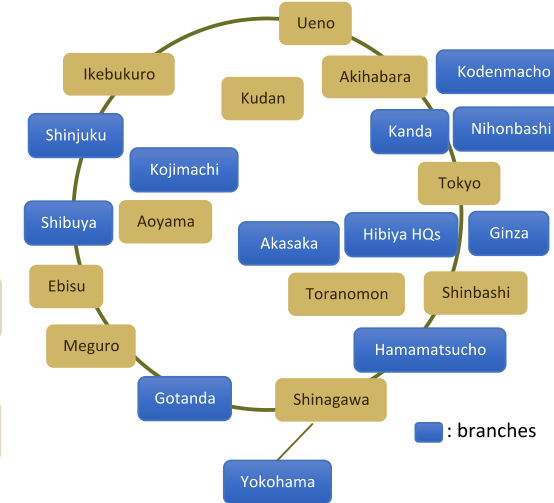 Ueno
Ikebukuro
Akihabara
Kodenmacho
Kudan
Shinjuku
Kanda
Nihonbashi
Kojimachi
Tokyo
Shibuya
Aoyama
Akasaka
Hibiya HQs
Ginza
Ebisu
Toranomon
Shinbashi
Meguro
Hamamatsucho
Gotanda
Shinagawa
: branches
Yokohama